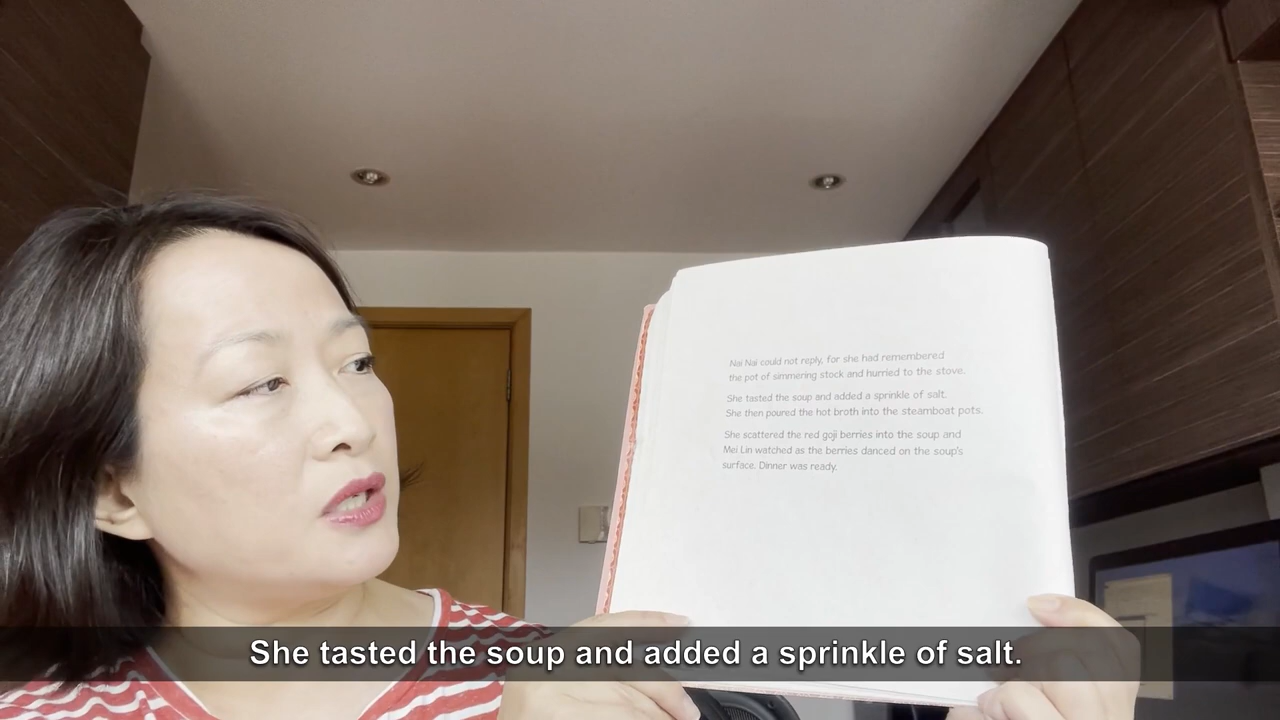 Nai Nai could not reply, for she had remembered
the pot of simmering stock and hurried to the stove.
She tasted the soup and added a sprinkle of salt.
She then poured the hot broth into the steamboat pots.
She scattered the red goji berries into the soup and
Mei Lin watched as the berries danced on the soup's
surface. Dinner was ready.
She tasted the soup and added a sprinkle of salt.